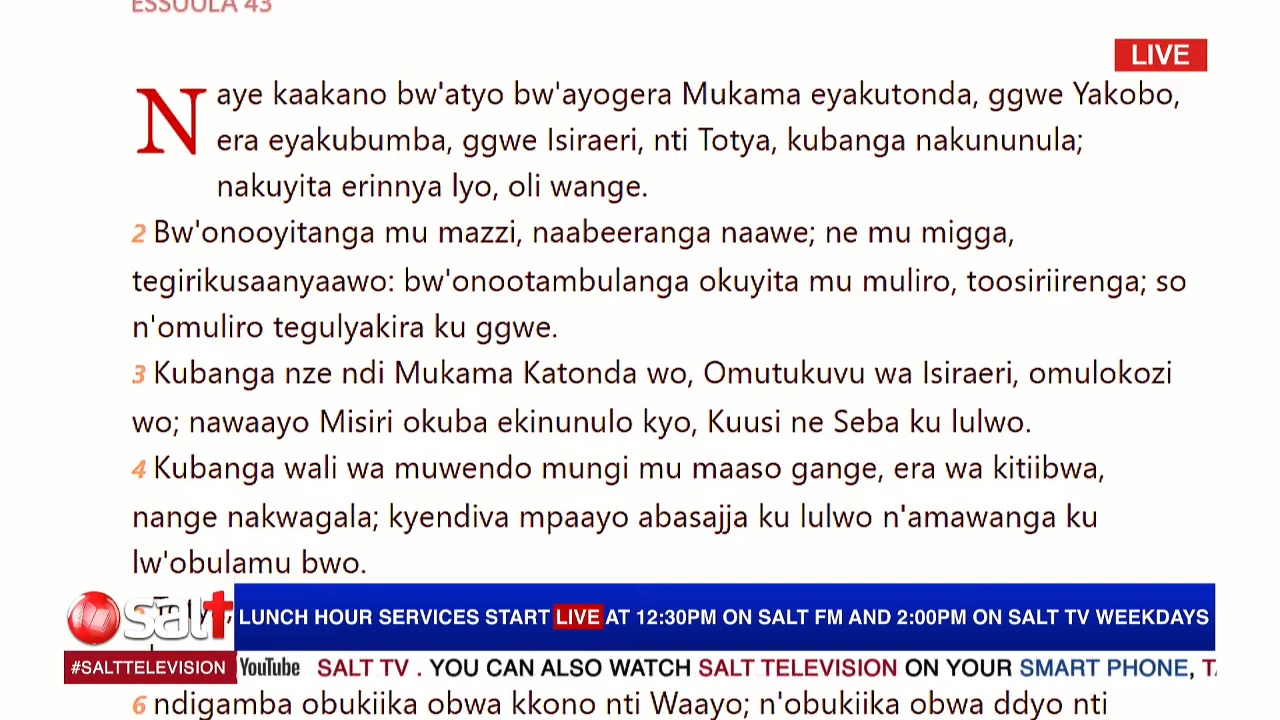 ESSUULA 43
LIVE
Naye kaakano bw'atyo bw'ayogera Mukama eyakutonda, ggwe Yakobo,
era eyakubumba, ggwe Isiraeri, nti Totya, kubanga nakununula;
nakuyita erinnya lyo, oli wange.
2 Bw'onooyitanga mu mazzi, naabeeranga naawe; ne mu migga,
tegirikusaanyaawo: bw'onootambulanga okuyita mu muliro, toosiriirenga; so
n'omuliro tegulyakira ku ggwe.
3 Kubanga nze ndi Mukama Katonda wo, Omutukuvu wa Isiraeri, omulokozi
wo; nawaayo Misiri okuba ekinunulo kyo, Kuusi ne Seba ku lulwo.
4 Kubanga wali wa muwendo mungi mu maaso gange, era wa kitiibwa,
nange nakwagala; kyendiva mpaayo abasajja ku lulwo n'amawanga ku
lw'obulamu bwo.
salt
LUNCH HOUR SERVICES START LIVE AT 12:30PM ON SALT FM AND 2:00PM ON SALT TV WEEKDAYS
#SALTTELEVISION YouTube SALT TV . YOU CAN ALSO WATCH SALT TELEVISION ON YOUR SMART PHONE,
6 ndigamba obukiika obwa kkono nti Waayo; n'obukiika obwa ddyo nti